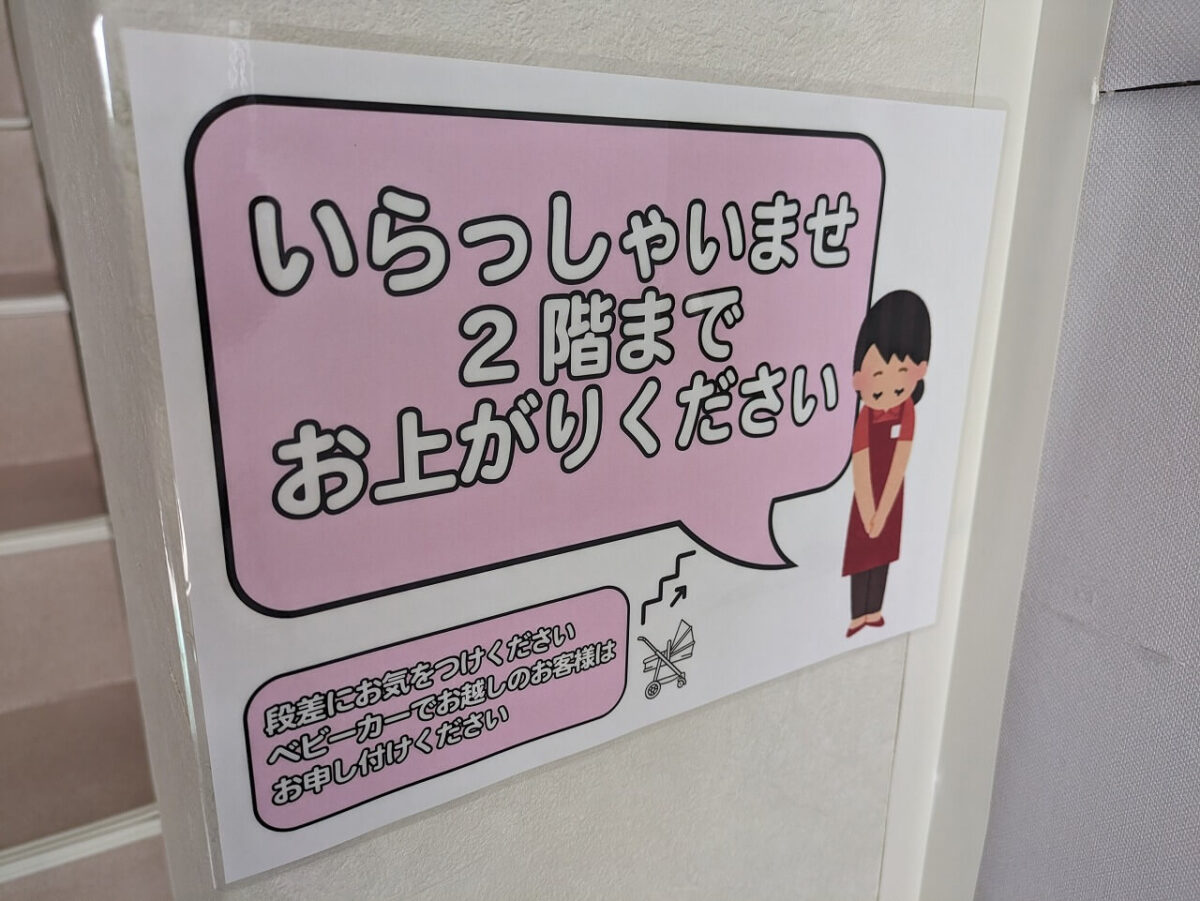 いらっしゃいませ
２階まで
お上がりください
段差にお気をつけください
ベビーカーでお越しのお客様は
お申し付けください